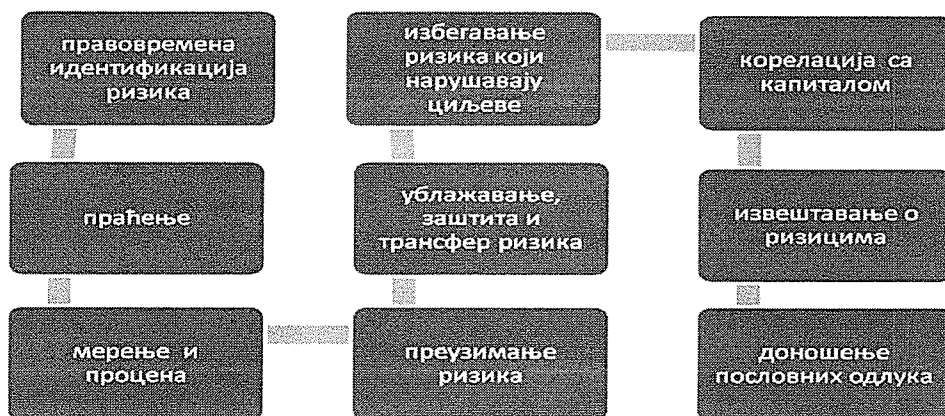 правовремена
идентификација
ризика
праћење
мерење и
процена
преузимање
ризика
ублажавање,
заштита и
трансфер ризика
избегавање
ризика који
нарушавају
циљеве
корелација са
капиталом
извештавање о
ризицима
доношење
пословних одлука